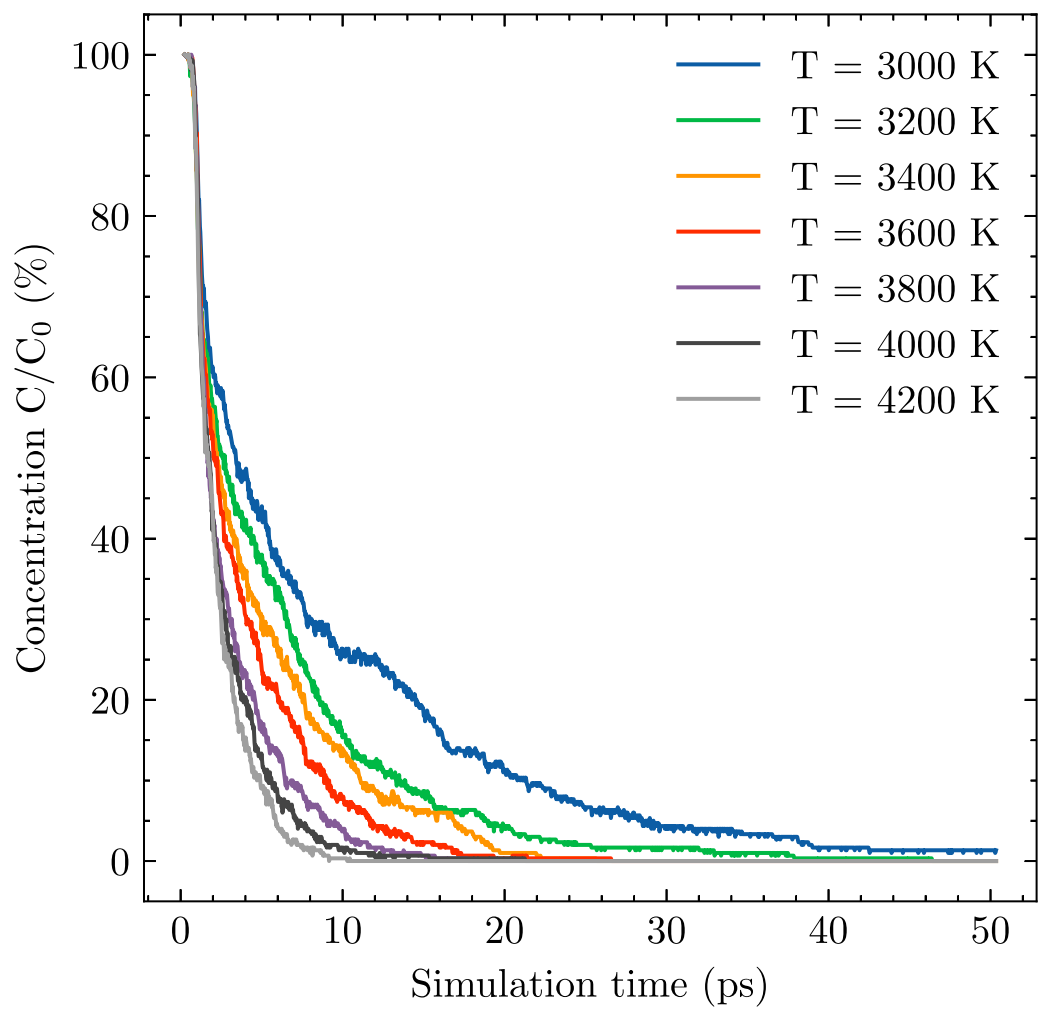 100
80
60
40
20
0
Concentration C/C₀ (%)
T = 3000 K
T = 3200 K
T = 3400 K
T = 3600 K
T = 3800 K
T = 4000 K
T = 4200 K
0 10 20 30 40 50
Simulation time (ps)